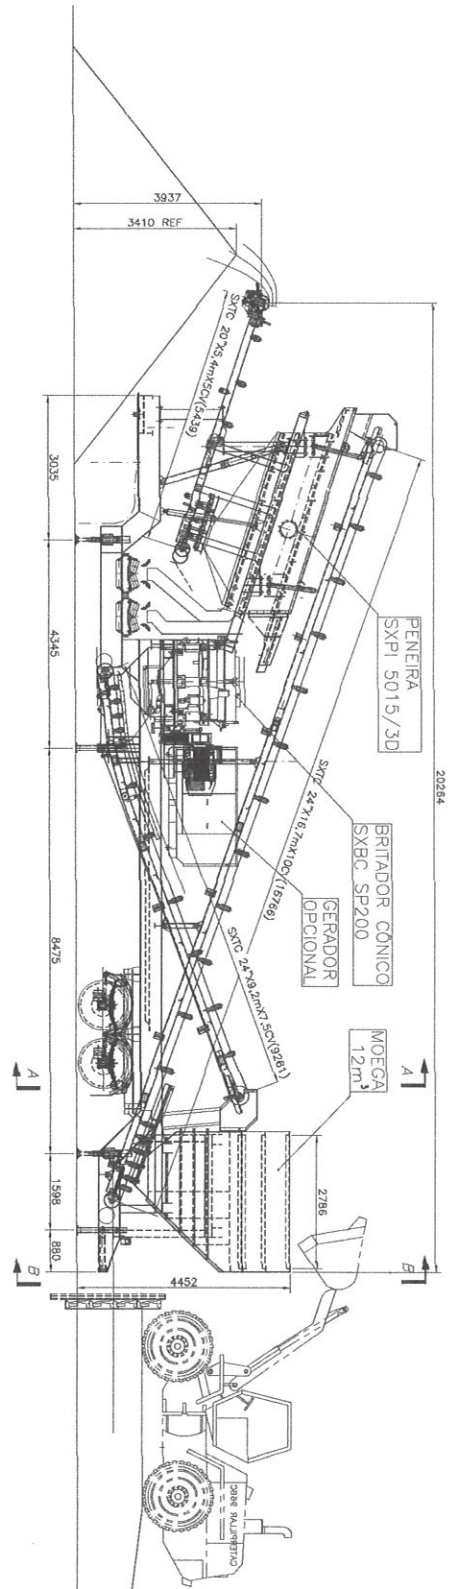 3937
3410 REF
SXTC 20"X5.4mX5CV(5439)
PENEIRA
SXPI 5015/3D
20264
BRITADOR CÔNICO
SXBC SP200
GERADOR
OPCIONAL
MOEGA
12m³
SXTC 24"X16,7mX10CV(16766)
SXTC 24"X9,2mX7,5CV(9261)
3035
4345
8475
1598
880
2786
4452
A
A
B
B
CATERPILLAR 966C